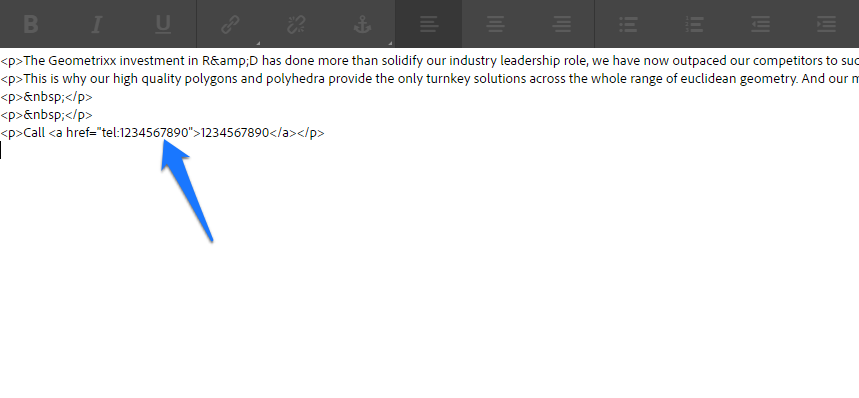 B I U
<p>The Geometrixx investment in R&amp;D has done more than solidify our industry leadership role, we have now outpaced our competitors to suc
<p>This is why our high quality polygons and polyhedra provide the only turnkey solutions across the whole range of euclidean geometry. And our m
<p>&nbsp;</p>
<p>&nbsp;</p>
<p>Call <a href="tel:1234567890">1234567890</a></p>